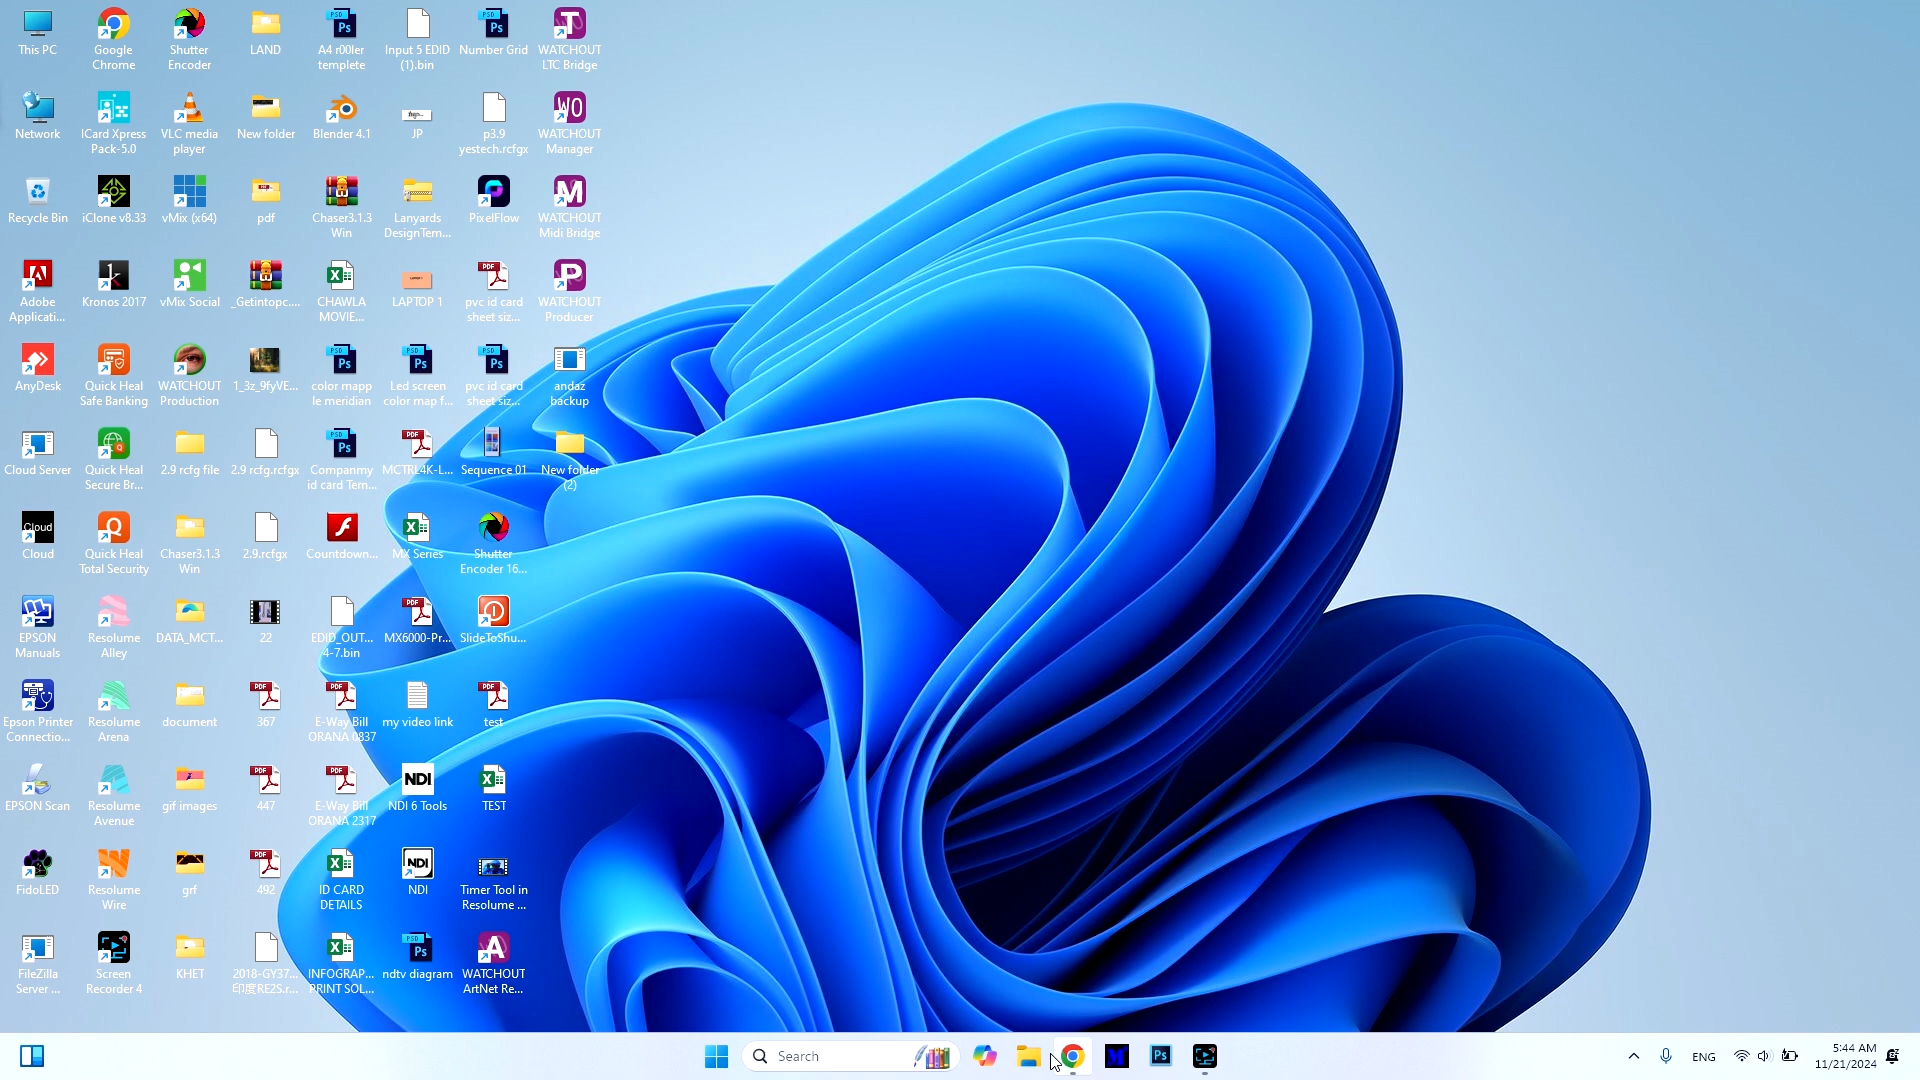 This PC
Google
Chrome
Shutter
Encoder
LAND
A4 r00ler
templete
Input 5 EDID
(1).bin
Number Grid
WATCHOUT
LTC Bridge
Network
ICard Xpress
Pack-5.0
VLC media
player
New folder
Blender 4.1
JP
p3.9
yestech.rcfgx
WATCHOUT
Manager
Recycle Bin
iClone v8.33
vMix (x64)
pdf
Chaser3.1.3
Win
Lanyards
DesignTem...
PixelFlow
WATCHOUT
Midi Bridge
Adobe
Applicati...
Kronos 2017
vMix Social
_Getintopc....
CHAWLA
MOVIE...
LAPTOP 1
pvc id card
sheet siz...
WATCHOUT
Producer
AnyDesk
Quick Heal
Safe Banking
WATCHOUT
Production
1_3z_9fyVE...
color mapp
le meridian
Led screen
color map f...
pvc id card
sheet siz...
andaz
backup
Cloud Server
Quick Heal
Secure Br...
2.9 rcfg file
2.9 rcfg.rcfgx
Companmy
id card Tem...
MCTRL4K-L...
Sequence 01
New folder
(2)
Cloud
Cloud
Quick Heal
Total Security
Chaser3.1.3
Win
2.9.rcfgx
Countdown...
MX Series
Shutter
Encoder 16...
EPSON
Manuals
Resolume
Alley
DATA_MCT...
22
EDID_OUT...
4-7.bin
MX6000-Pr...
SlideToShu...
Epson Printer
Connectio...
Resolume
Arena
document
367
E-Way Bill
ORANA 0837
my video link
test
EPSON Scan
Resolume
Avenue
gif images
447
E-Way Bill
ORANA 2317
NDI
NDI 6 Tools
TEST
FidoLED
Resolume
Wire
grf
492
ID CARD
DETAILS
NDI
NDI
Timer Tool in
Resolume ...
FileZilla
Server ...
Screen
Recorder 4
KHET
2018-GY37...
印度RE2S.r...
INFOGRAP...
PRINT SOL...
ndtv diagram
WATCHOUT
ArtNet Re...
Search
ENG
5:44 AM
11/21/2024